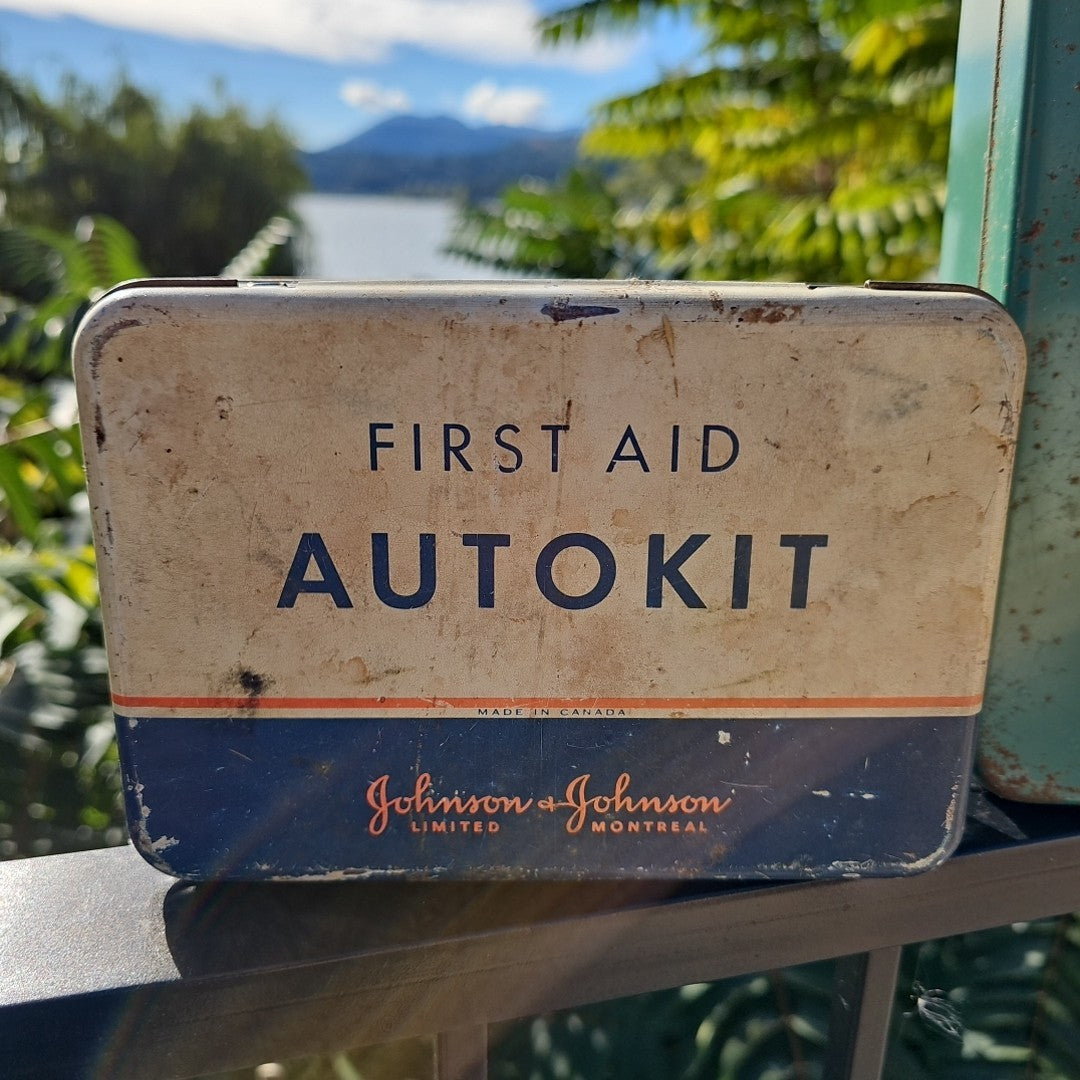 FIRST AID
AUTOKIT
MADE IN CANADA
Johnson & Johnson
LIMITED MONTREAL